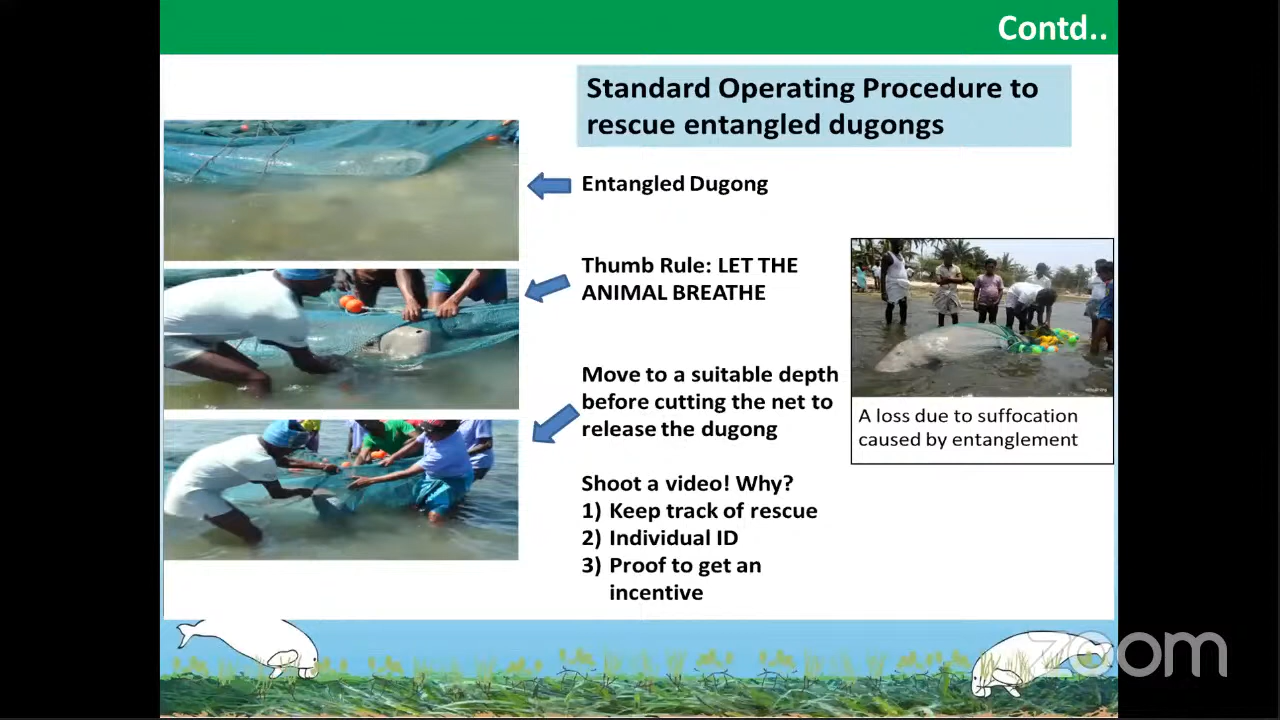 Contd..
Standard Operating Procedure to
rescue entangled dugongs
Entangled Dugong
Thumb Rule: LET THE
ANIMAL BREATHE
Move to a suitable depth
before cutting the net to
release the dugong
A loss due to suffocation
caused by entanglement
Shoot a video! Why?
1) Keep track of rescue
2) Individual ID
3) Proof to get an
incentive
zoom